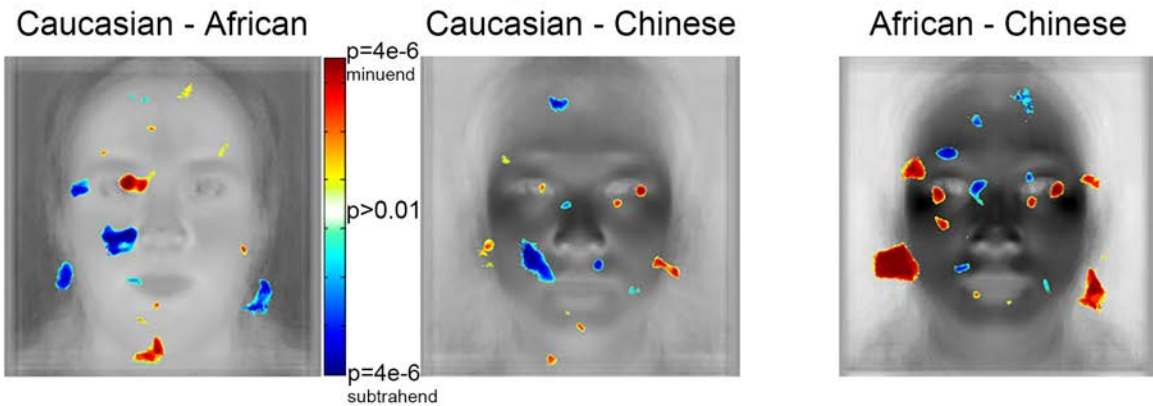 Caucasian - African
Caucasian - Chinese
African - Chinese
p=4e-6
minuend
p>0.01
p=4e-6
subtrahend